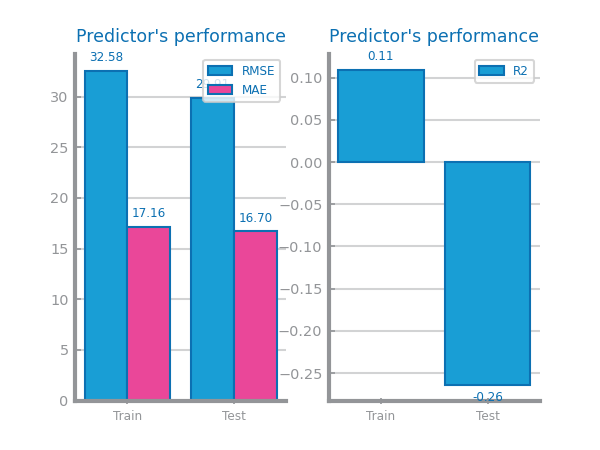 Predictor's performance
32.58
17.16
16.70
RMSE
MAE
30
25
20
15
10
5
0
Train
Test
Predictor's performance
0.11
-0.26
R2
0.10
0.05
0.00
−0.05
−0.10
−0.15
−0.20
−0.25
Train
Test